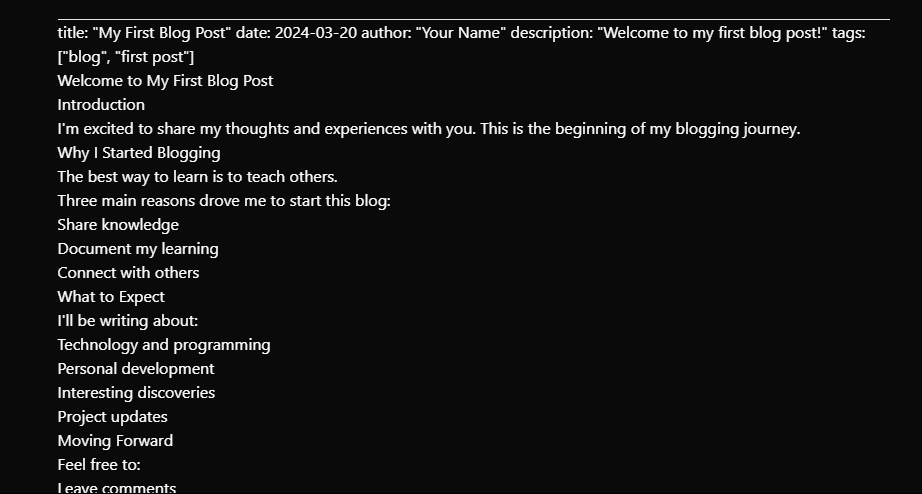 title: "My First Blog Post" date: 2024-03-20 author: "Your Name" description: "Welcome to my first blog post!" tags:
["blog", "first post"]
Welcome to My First Blog Post
Introduction
I'm excited to share my thoughts and experiences with you. This is the beginning of my blogging journey.
Why I Started Blogging
The best way to learn is to teach others.
Three main reasons drove me to start this blog:
Share knowledge
Document my learning
Connect with others
What to Expect
I'll be writing about:
Technology and programming
Personal development
Interesting discoveries
Project updates
Moving Forward
Feel free to:
Leave comments